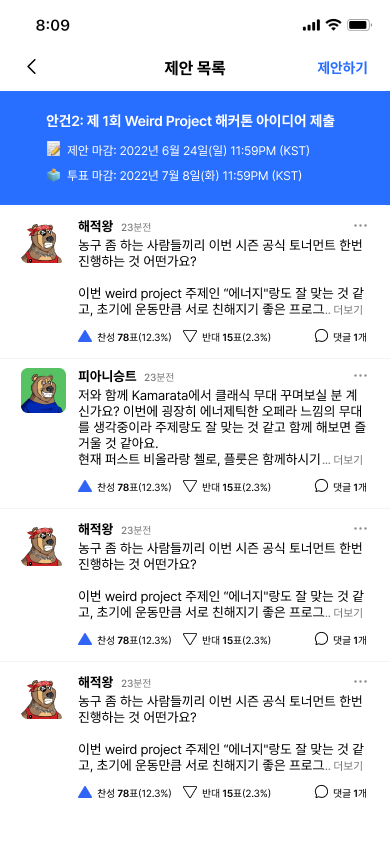 8:09
제안 목록
제안하기
안건2: 제 1회 Weird Project 해커톤 아이디어 제출
제안 마감: 2022년 6월 24일(일) 11:59PM (KST)
투표 마감: 2022년 7월 8일(화) 11:59PM (KST)
해적왕 23분전
농구 좀 하는 사람들끼리 이번 시즌 공식 토너먼트 한번
진행하는 것 어떤가요?
이번 weird project 주제인 “에너지"랑도 잘 맞는 것 같
고, 초기에 운동만큼 서로 친해지기 좋은 프로그... 더보기
찬성 78표(12.3%) 반대 15표(2.3%) 댓글 1개
피아니승트 23분전
저와 함께 Kamarata에서 클래식 무대 꾸며보실 분 계
신가요? 이번에 굉장히 에너제틱한 오페라 느낌의 무대
를 생각중이라 주제랑도 잘 맞는 것 같고 함께 해보면 즐
거울 것 같아요.
현재 퍼스트 비올라랑 첼로, 플룻은 함께하시기... 더보기
찬성 78표(12.3%) 반대 15표(2.3%) 댓글 1개
해적왕 23분전
농구 좀 하는 사람들끼리 이번 시즌 공식 토너먼트 한번
진행하는 것 어떤가요?
이번 weird project 주제인 “에너지"랑도 잘 맞는 것 같
고, 초기에 운동만큼 서로 친해지기 좋은 프로그... 더보기
찬성 78표(12.3%) 반대 15표(2.3%) 댓글 1개
해적왕 23분전
농구 좀 하는 사람들끼리 이번 시즌 공식 토너먼트 한번
진행하는 것 어떤가요?
이번 weird project 주제인 “에너지"랑도 잘 맞는 것 같
고, 초기에 운동만큼 서로 친해지기 좋은 프로그... 더보기
찬성 78표(12.3%) 반대 15표(2.3%) 댓글 1개